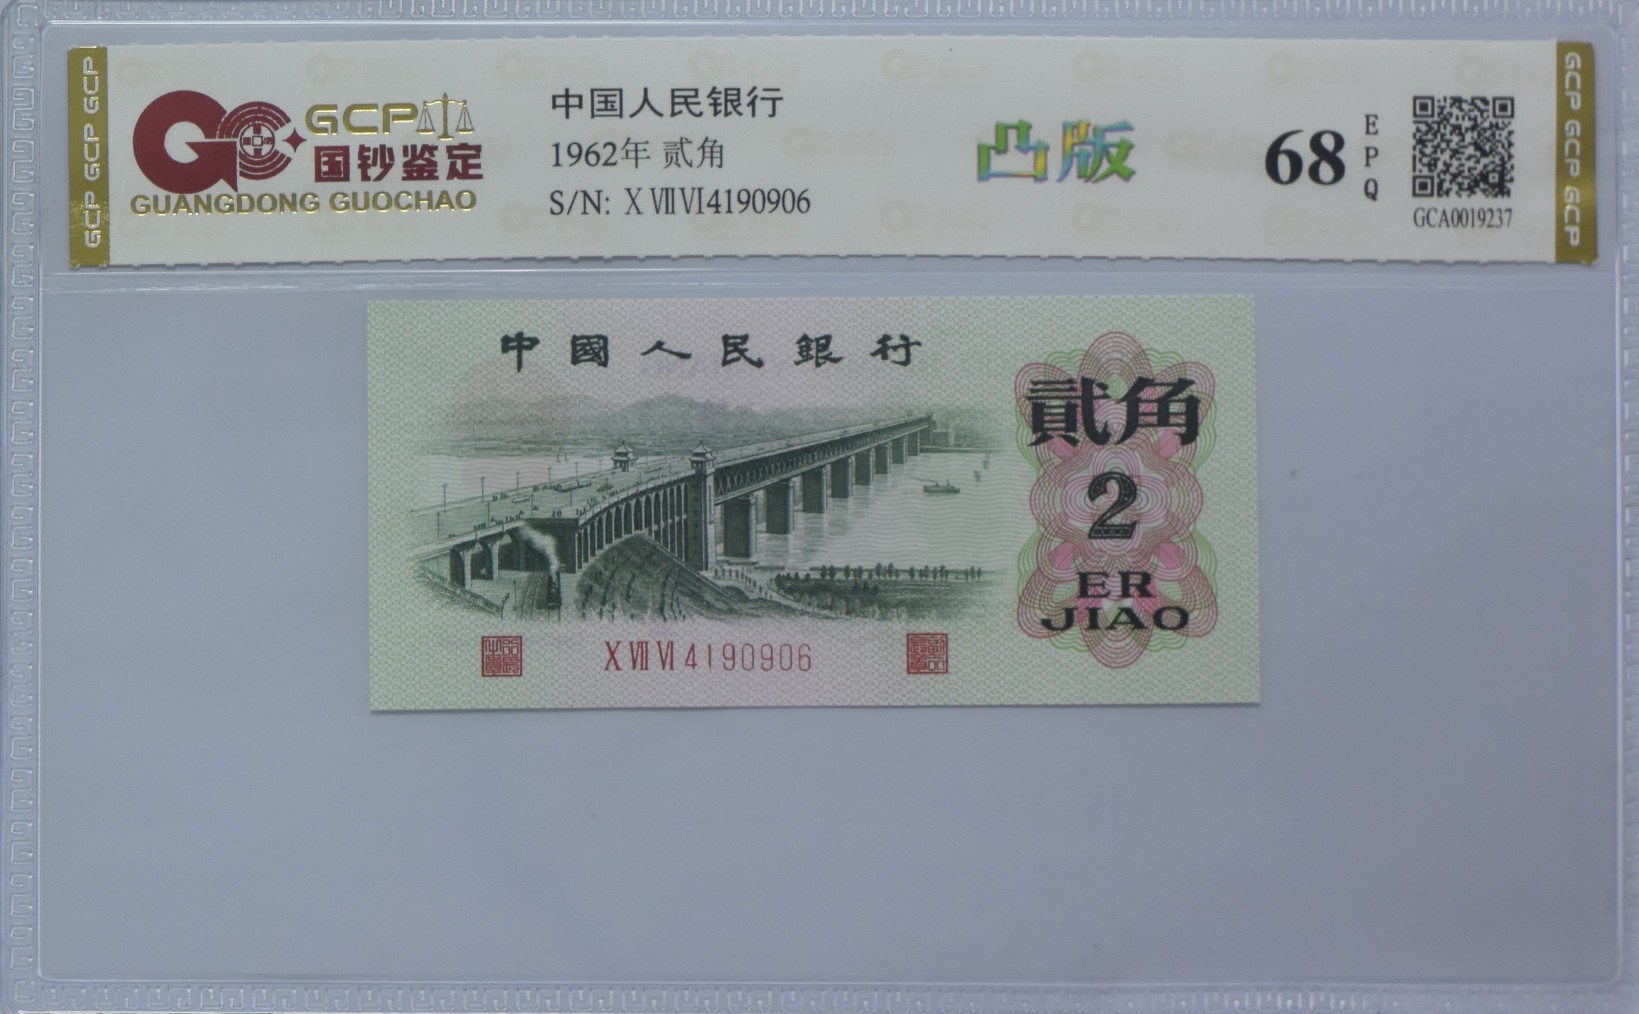 GCP GCP GCP
GCP
国钞鉴定
GUANGDONG GUOCHAO
中国人民银行
1962年 贰角
S/N: X VII VI4190906
凸版
68
EPQ
GCA0019237
GCP GCP GCP
中國人民銀行
貳角
2
ER
JIAO
X VII VI 4190906